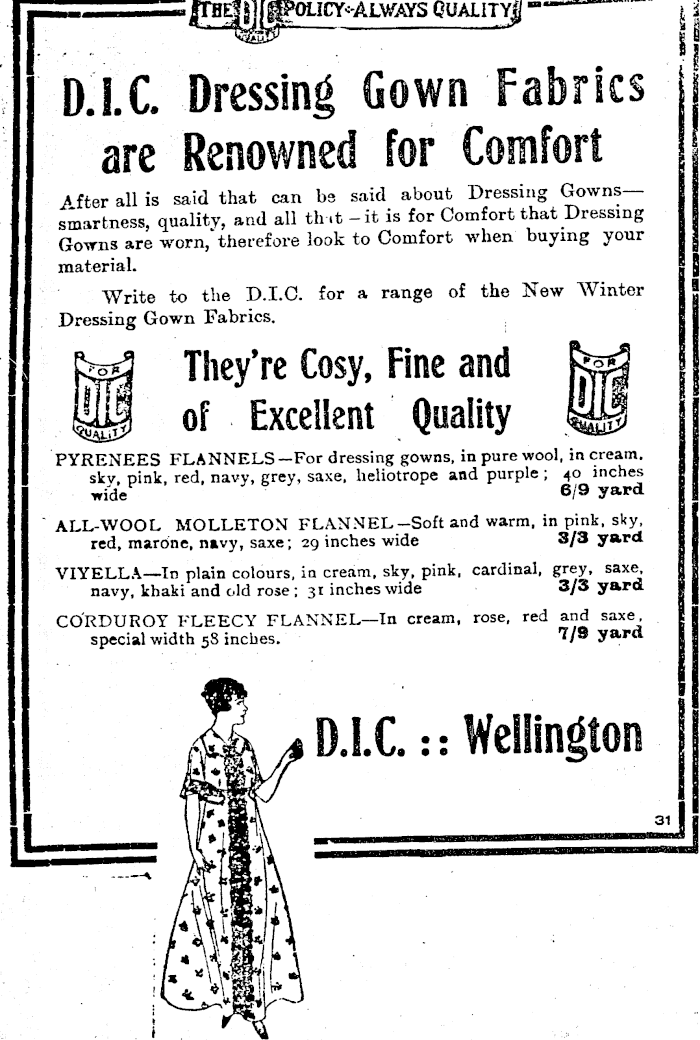 THE DIC POLICY-ALWAYS QUALITY
QUALITY
D.I.C. Dressing Gown Fabrics
are Renowned for Comfort
After all is said that can be said about Dressing Gowns—
smartness, quality, and all that – it is for Comfort that Dressing
Gowns are worn, therefore look to Comfort when buying your
material.
Write to the D.I.C. for a range of the New Winter
Dressing Gown Fabrics.
FOR
DIC
QUALITY
They're Cosy, Fine and
of Excellent Quality
FOR
DIC
QUALITY
PYRENEES FLANNELS—For dressing gowns, in pure wool, in cream,
sky, pink, red, navy, grey, saxe, heliotrope and purple; 40 inches
wide 6/9 yard
ALL-WOOL MOLLETON FLANNEL—Soft and warm, in pink, sky,
red, marone, navy, saxe; 29 inches wide 3/3 yard
VIYELLA—In plain colours, in cream, sky, pink, cardinal, grey, saxe,
navy, khaki and old rose; 31 inches wide 3/3 yard
CORDUROY FLEECY FLANNEL—In cream, rose, red and saxe,
special width 58 inches. 7/9 yard
D.I.C. :: Wellington
31